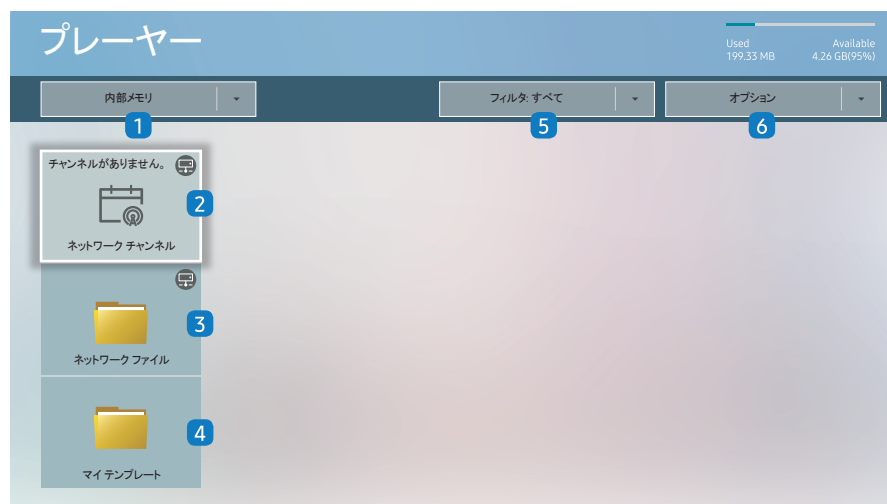 プレーヤー
Used Available
199.33 MB 4.26 GB(95%)
内部メモリ
フィルタ: すべて
オプション
1
5
6
チャンネルがありません。
2
ネットワーク チャンネル
3
ネットワーク ファイル
4
マイ テンプレート